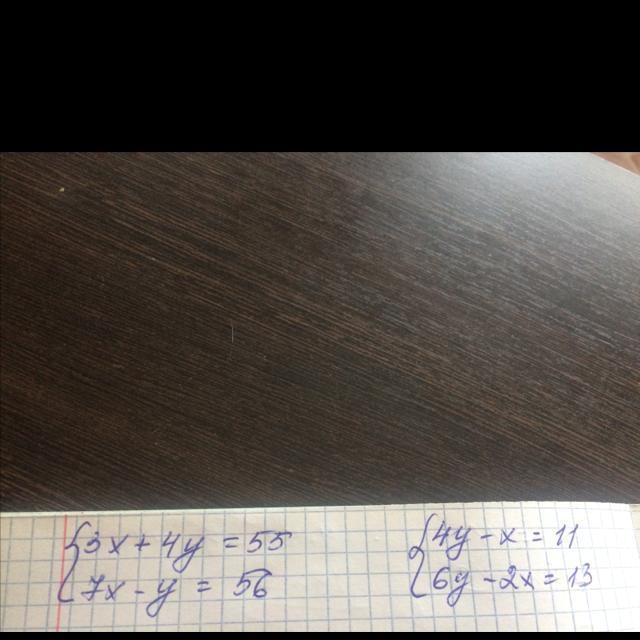 3x + 4y = 55
7x - y = 56
4y - x = 11
6y - 2x = 13